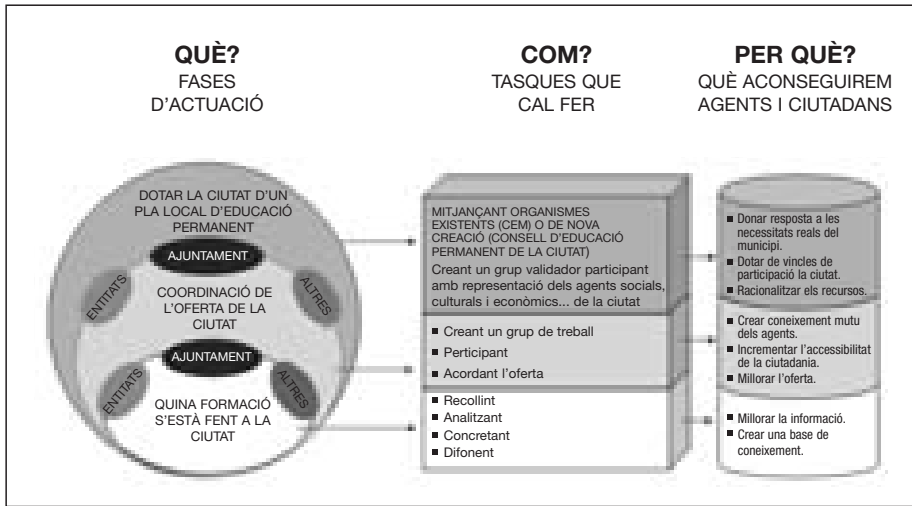 QUÈ?
FASES
D'ACTUACIÓ
DOTAR LA CIUTAT D'UN
PLA LOCAL D'EDUCACIÓ
PERMANENT
AJUNTAMENT
ENTITATS
ALTRES
COORDINACIÓ DE
L'OFERTA DE LA
CIUTAT
AJUNTAMENT
ENTITATS
ALTRES
QUINA FORMACIÓ
S'ESTÀ FENT A LA
CIUTAT
COM?
TASQUES QUE
CAL FER
MITJANÇANT ORGANISMES
EXISTENTS (CEM) O DE NOVA
CREACIÓ (CONSELL D'EDUCACIÓ
PERMANENT DE LA CIUTAT)
Creant un grup validador participant
amb representació dels agents socials,
culturals i econòmics... de la ciutat
▪ Creant un grup de treball
▪ Perticipant
▪ Acordant l'oferta
▪ Recollint
▪ Analitzant
▪ Concretant
▪ Difonent
PER QUÈ?
QUÈ ACONSEGUIREM
AGENTS I CIUTADANS
▪ Donar resposta a les
necessitats reals del
municipi.
▪ Dotar de vincles de
participació la ciutat.
▪ Racionalitzar els recursos.
▪ Crear coneixement mutu
dels agents.
▪ Incrementar l'accessibilitat
de la ciutadania.
▪ Millorar l'oferta.
▪ Millorar la informació.
▪ Crear una base de
coneixement.